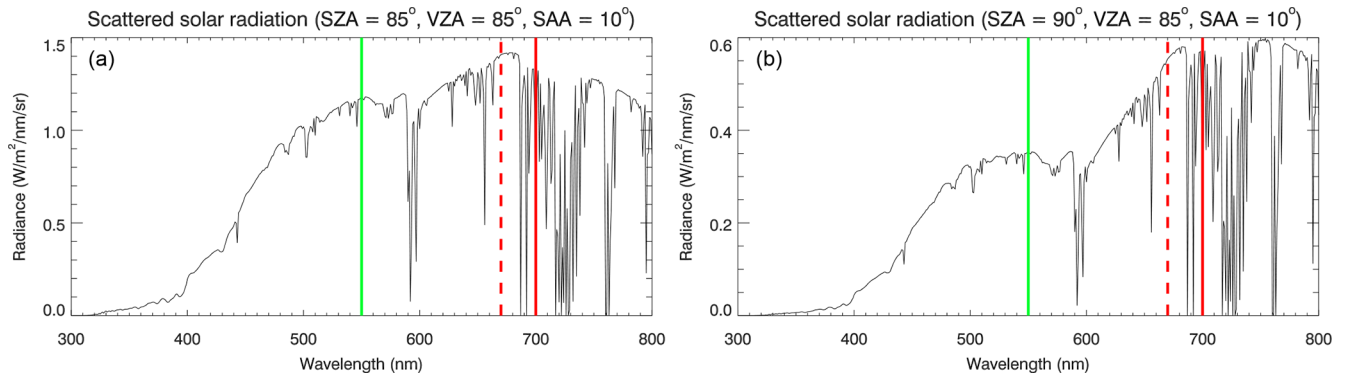 Scattered solar radiation (SZA = 85°, VZA = 85°, SAA = 10°)
(a)
Radiance (W/m²/nm/sr)
1.5
1.0
0.5
0.0
300 400 500 600 700 800
Wavelength (nm)
Scattered solar radiation (SZA = 90°, VZA = 85°, SAA = 10°)
(b)
Radiance (W/m²/nm/sr)
0.6
0.4
0.2
0.0
300 400 500 600 700 800
Wavelength (nm)